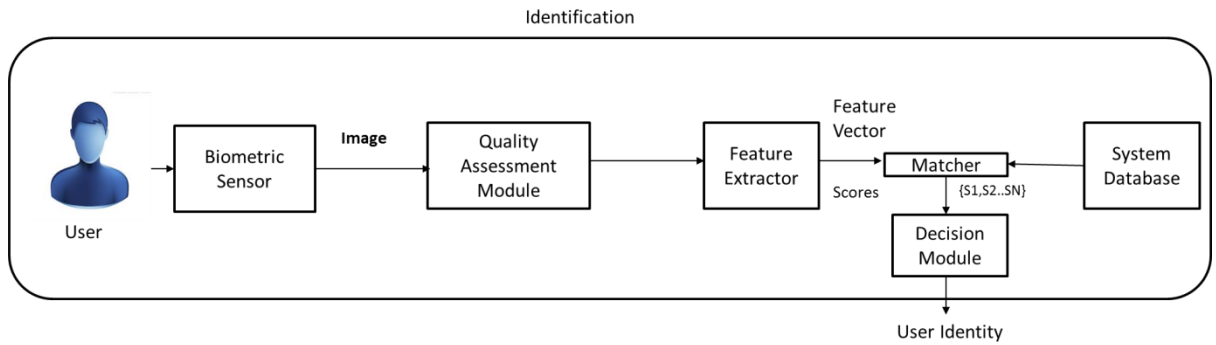 Identification
User
Biometric
Sensor
Image
Quality
Assessment
Module
Feature
Extractor
Feature
Vector
Scores
Matcher
{S1,S2..SN}
System
Database
Decision
Module
User Identity